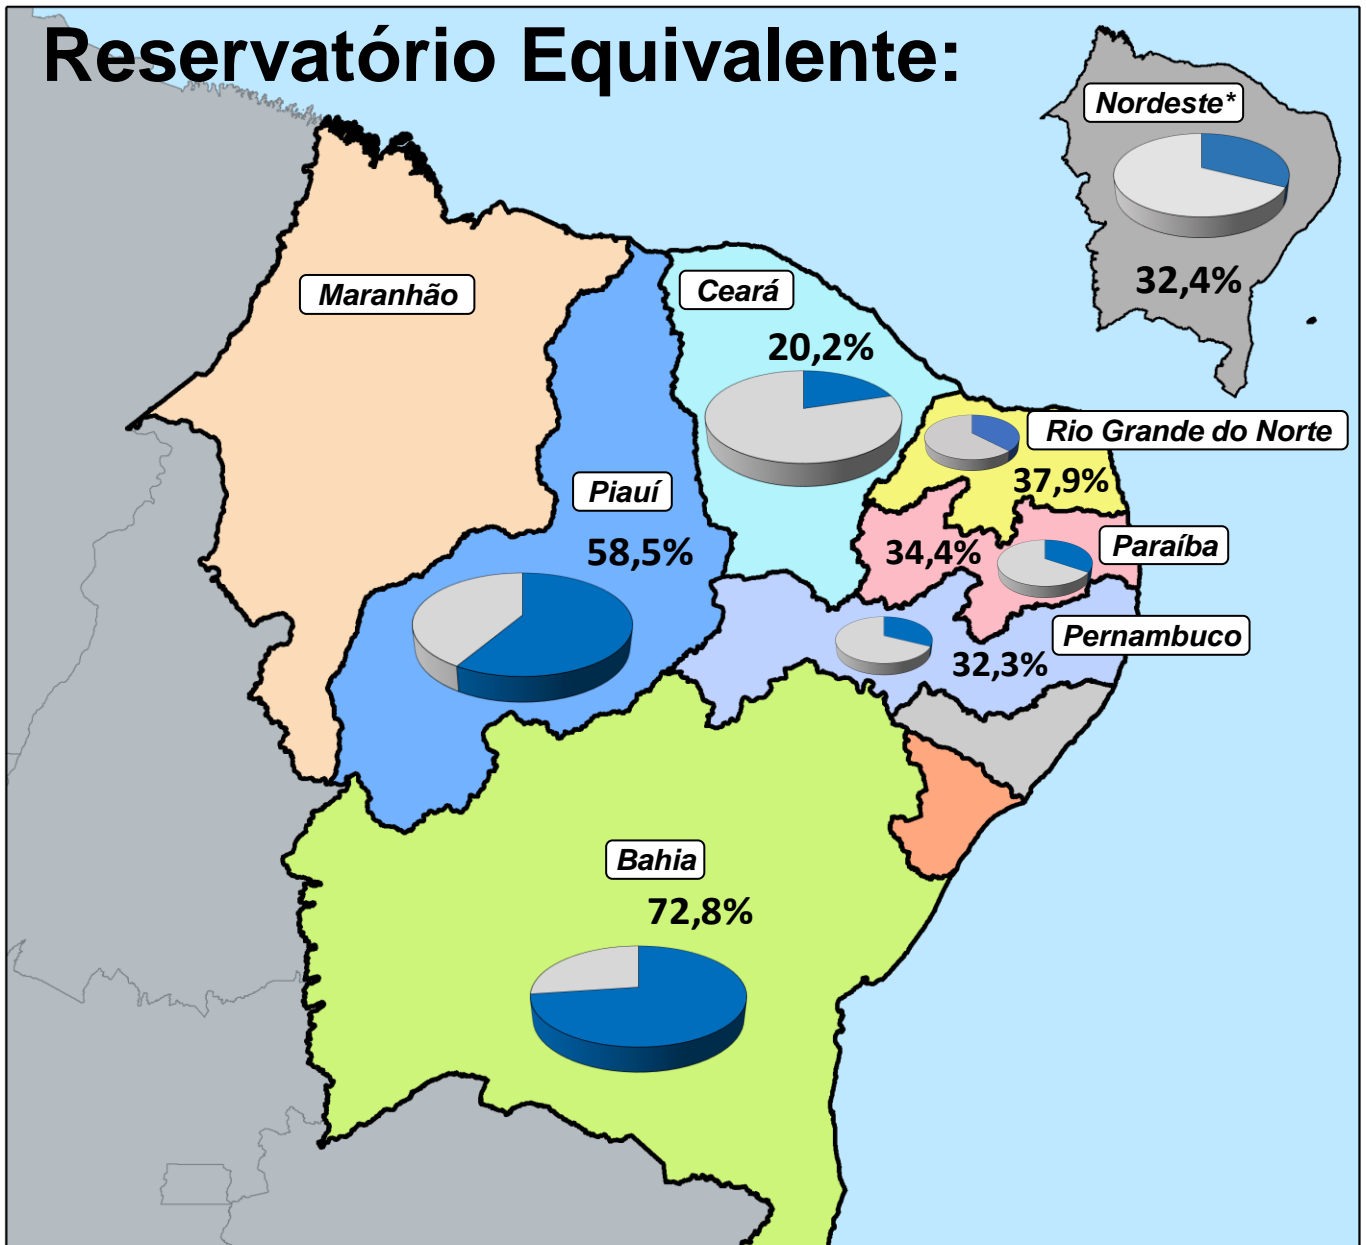 Reservatório Equivalente:
Nordeste*
32,4%
Maranhão
Ceará
20,2%
Rio Grande do Norte
37,9%
Piauí
58,5%
Paraíba
34,4%
Pernambuco
32,3%
Bahia
72,8%